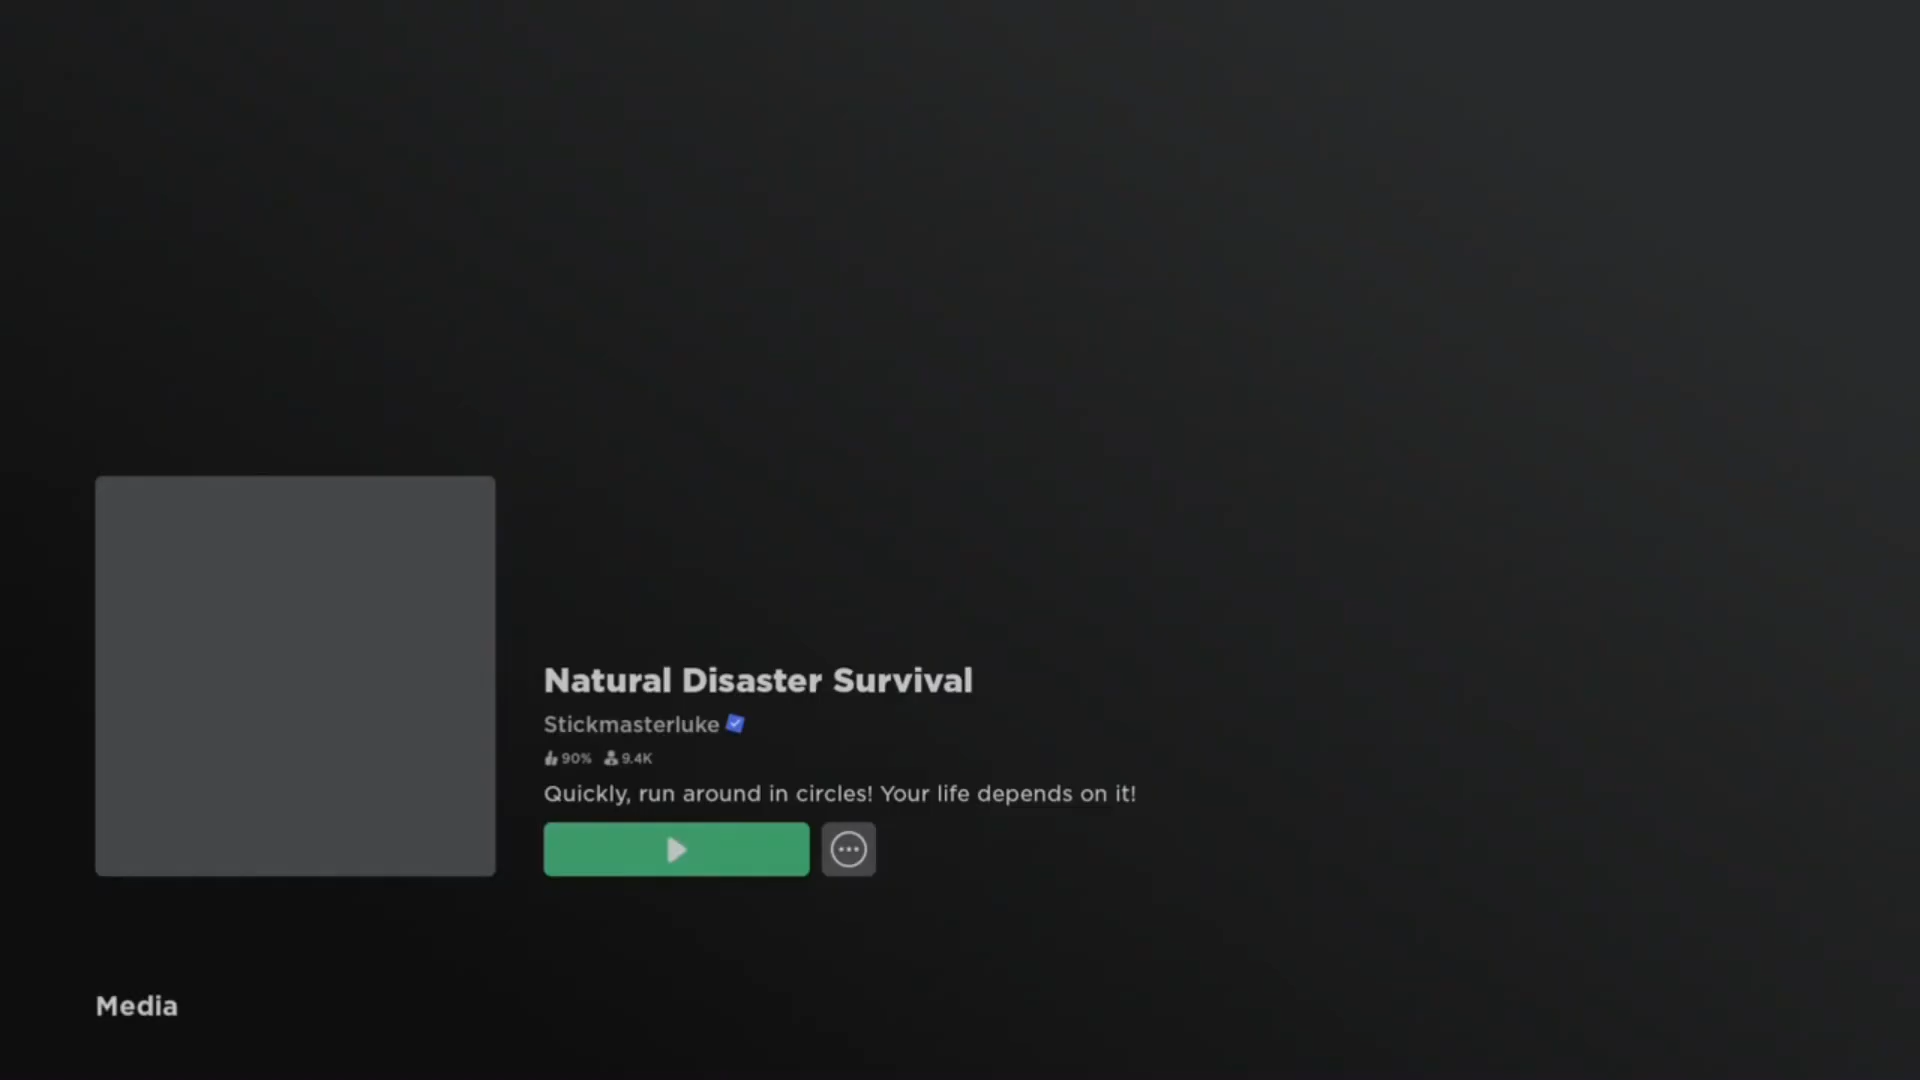 Natural Disaster Survival
Stickmasterluke
90% 9.4K
Quickly, run around in circles! Your life depends on it!
Media